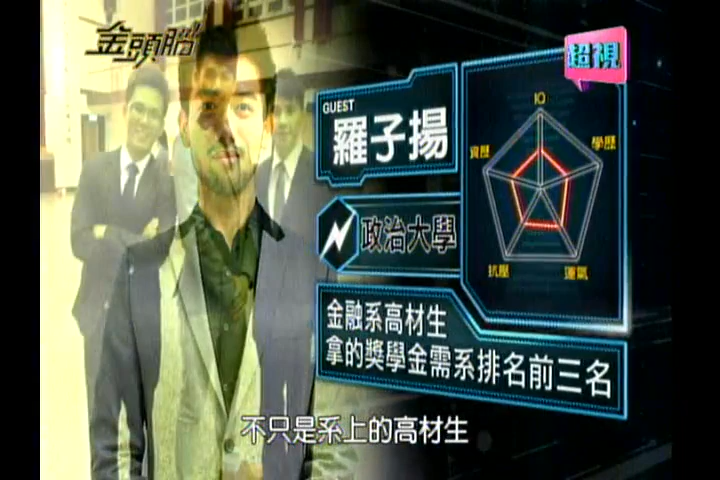 金頭腦
超視
GUEST
羅子揚
政治大學
IQ
學歷
資歷
抗壓
運氣
金融系高材生
拿的獎學金需系排名前三名
不只是系上的高材生